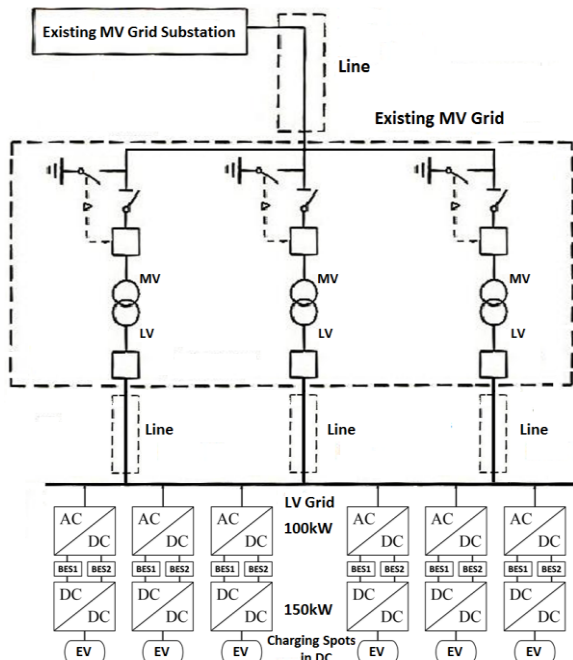 Existing MV Grid Substation
Line
Existing MV Grid
MV MV MV
LV LV LV
Line Line Line
LV Grid
AC AC AC 100kW AC AC AC
DC DC DC DC DC DC
BES1 BES2 BES1 BES2 BES1 BES2 BES1 BES2 BES1 BES2 BES1 BES2
DC DC DC 150kW DC DC DC
DC DC DC DC DC DC
Charging Spots
EV EV EV in DC EV EV EV